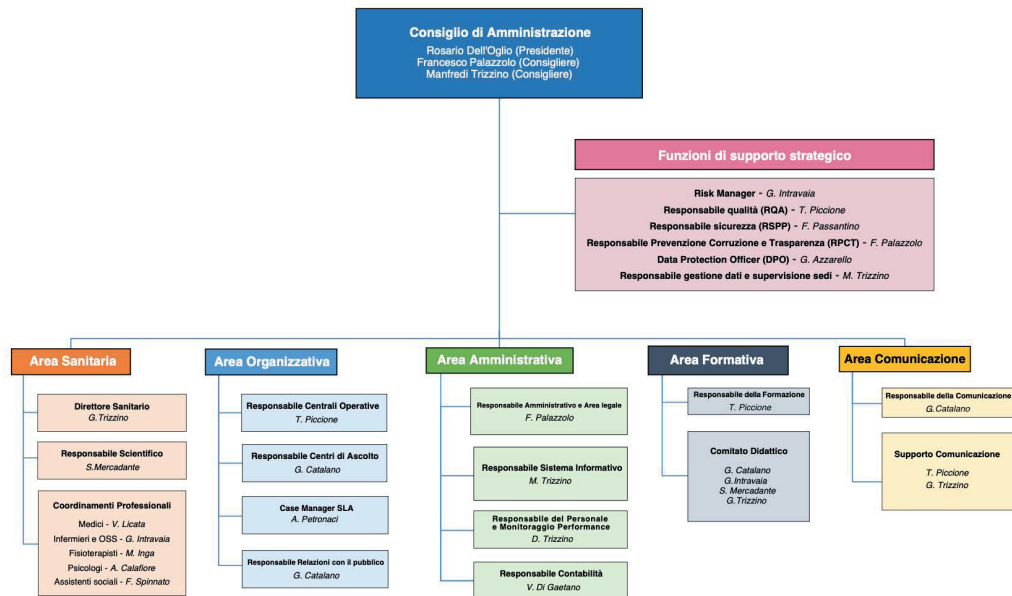 Consiglio di Amministrazione
Rosario Dell'Oglio (Presidente)
Francesco Palazzolo (Consigliere)
Manfredi Trizzino (Consigliere)
Funzioni di supporto strategico
Risk Manager - G. Intravaia
Responsabile qualità (RQA) - T. Piccione
Responsabile sicurezza (RSPP) - F. Passantino
Responsabile Prevenzione Corruzione e Trasparenza (RPCT) - F. Palazzolo
Data Protection Officer (DPO) - G. Azzarello
Responsabile gestione dati e supervisione sedi - M. Trizzino
Area Sanitaria
Direttore Sanitario
G.Trizzino
Responsabile Scientifico
S.Mercadante
Coordinamenti Professionali
Medici - V. Licata
Infermieri e OSS - G. Intravaia
Fisioterapisti - M. Inga
Psicologi - A. Calafiore
Assistenti sociali - F. Spinnato
Area Organizzativa
Responsabile Centrali Operative
T. Piccione
Responsabile Centri di Ascolto
G. Catalano
Case Manager SLA
A. Petronaci
Responsabile Relazioni con il pubblico
G. Catalano
Area Amministrativa
Responsabile Amministrativo e Area legale
F. Palazzolo
Responsabile Sistema Informativo
M. Trizzino
Responsabile del Personale
e Monitoraggio Performance
D. Trizzino
Responsabile Contabilità
V. Di Gaetano
Area Formativa
Responsabile della Formazione
T. Piccione
Comitato Didattico
G. Catalano
G.Intravaia
S. Mercadante
G.Trizzino
Area Comunicazione
Responsabile della Comunicazione
G.Catalano
Supporto Comunicazione
T. Piccione
G. Trizzino